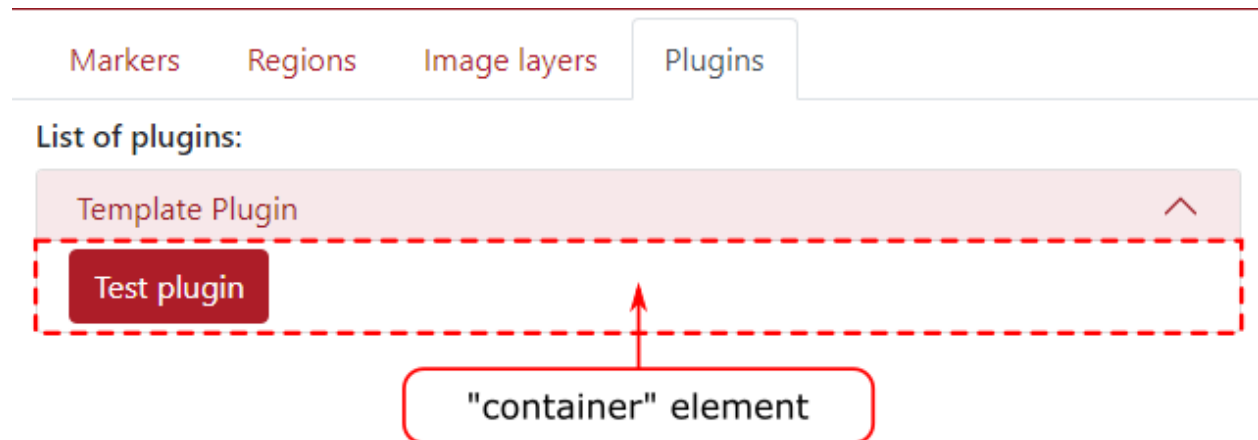 Markers Regions Image layers Plugins
List of plugins:
Template Plugin
Test plugin
"container" element